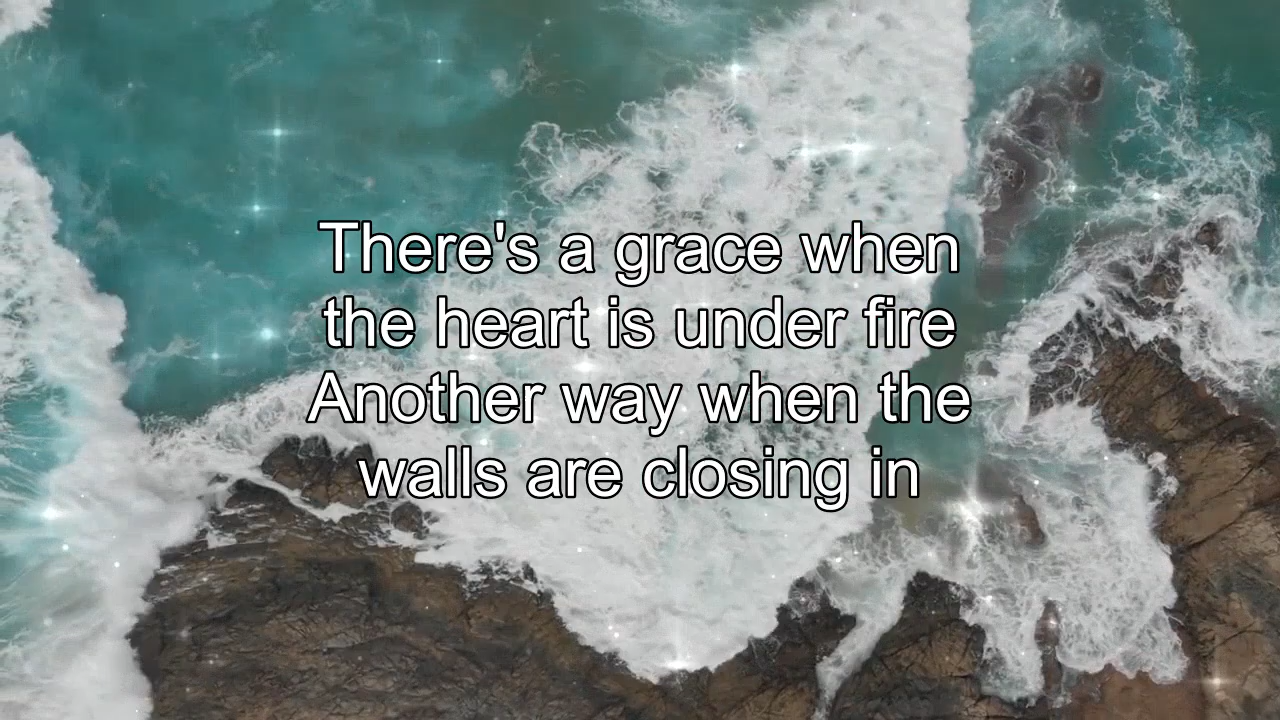 There's a grace when
the heart is under fire
Another way when the
walls are closing in